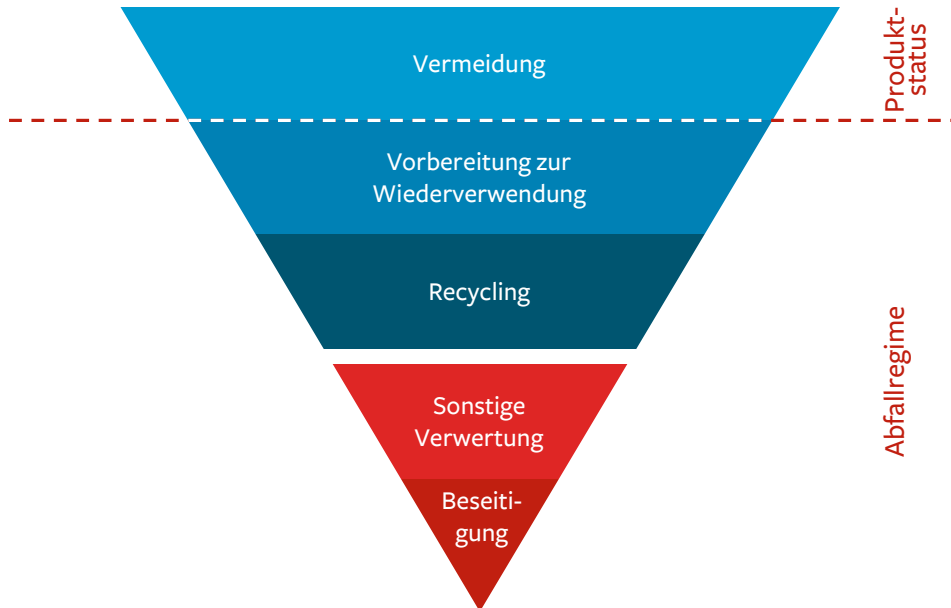 Vermeidung
Produkt-
status
Vorbereitung zur
Wiederverwendung
Recycling
Abfallregime
Sonstige
Verwertung
Beseiti-
gung